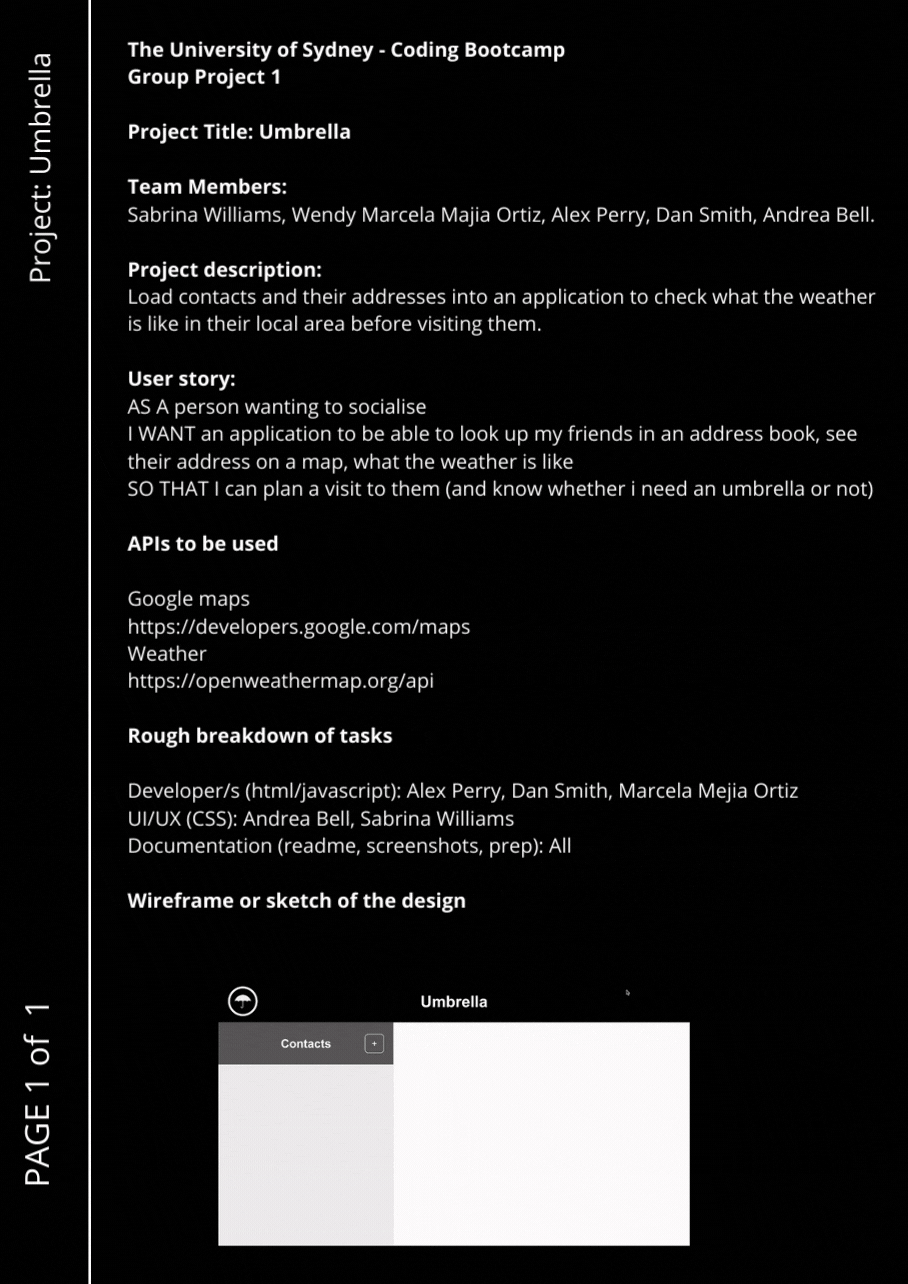 Project: Umbrella
PAGE 1 of 1
The University of Sydney - Coding Bootcamp
Group Project 1
Project Title: Umbrella
Team Members:
Sabrina Williams, Wendy Marcela Majia Ortiz, Alex Perry, Dan Smith, Andrea Bell.
Project description:
Load contacts and their addresses into an application to check what the weather
is like in their local area before visiting them.
User story:
AS A person wanting to socialise
I WANT an application to be able to look up my friends in an address book, see
their address on a map, what the weather is like
SO THAT I can plan a visit to them (and know whether i need an umbrella or not)
APIs to be used
Google maps
https://developers.google.com/maps
Weather
https://openweathermap.org/api
Rough breakdown of tasks
Developer/s (html/javascript): Alex Perry, Dan Smith, Marcela Mejia Ortiz
UI/UX (CSS): Andrea Bell, Sabrina Williams
Documentation (readme, screenshots, prep): All
Wireframe or sketch of the design
Umbrella
Contacts +